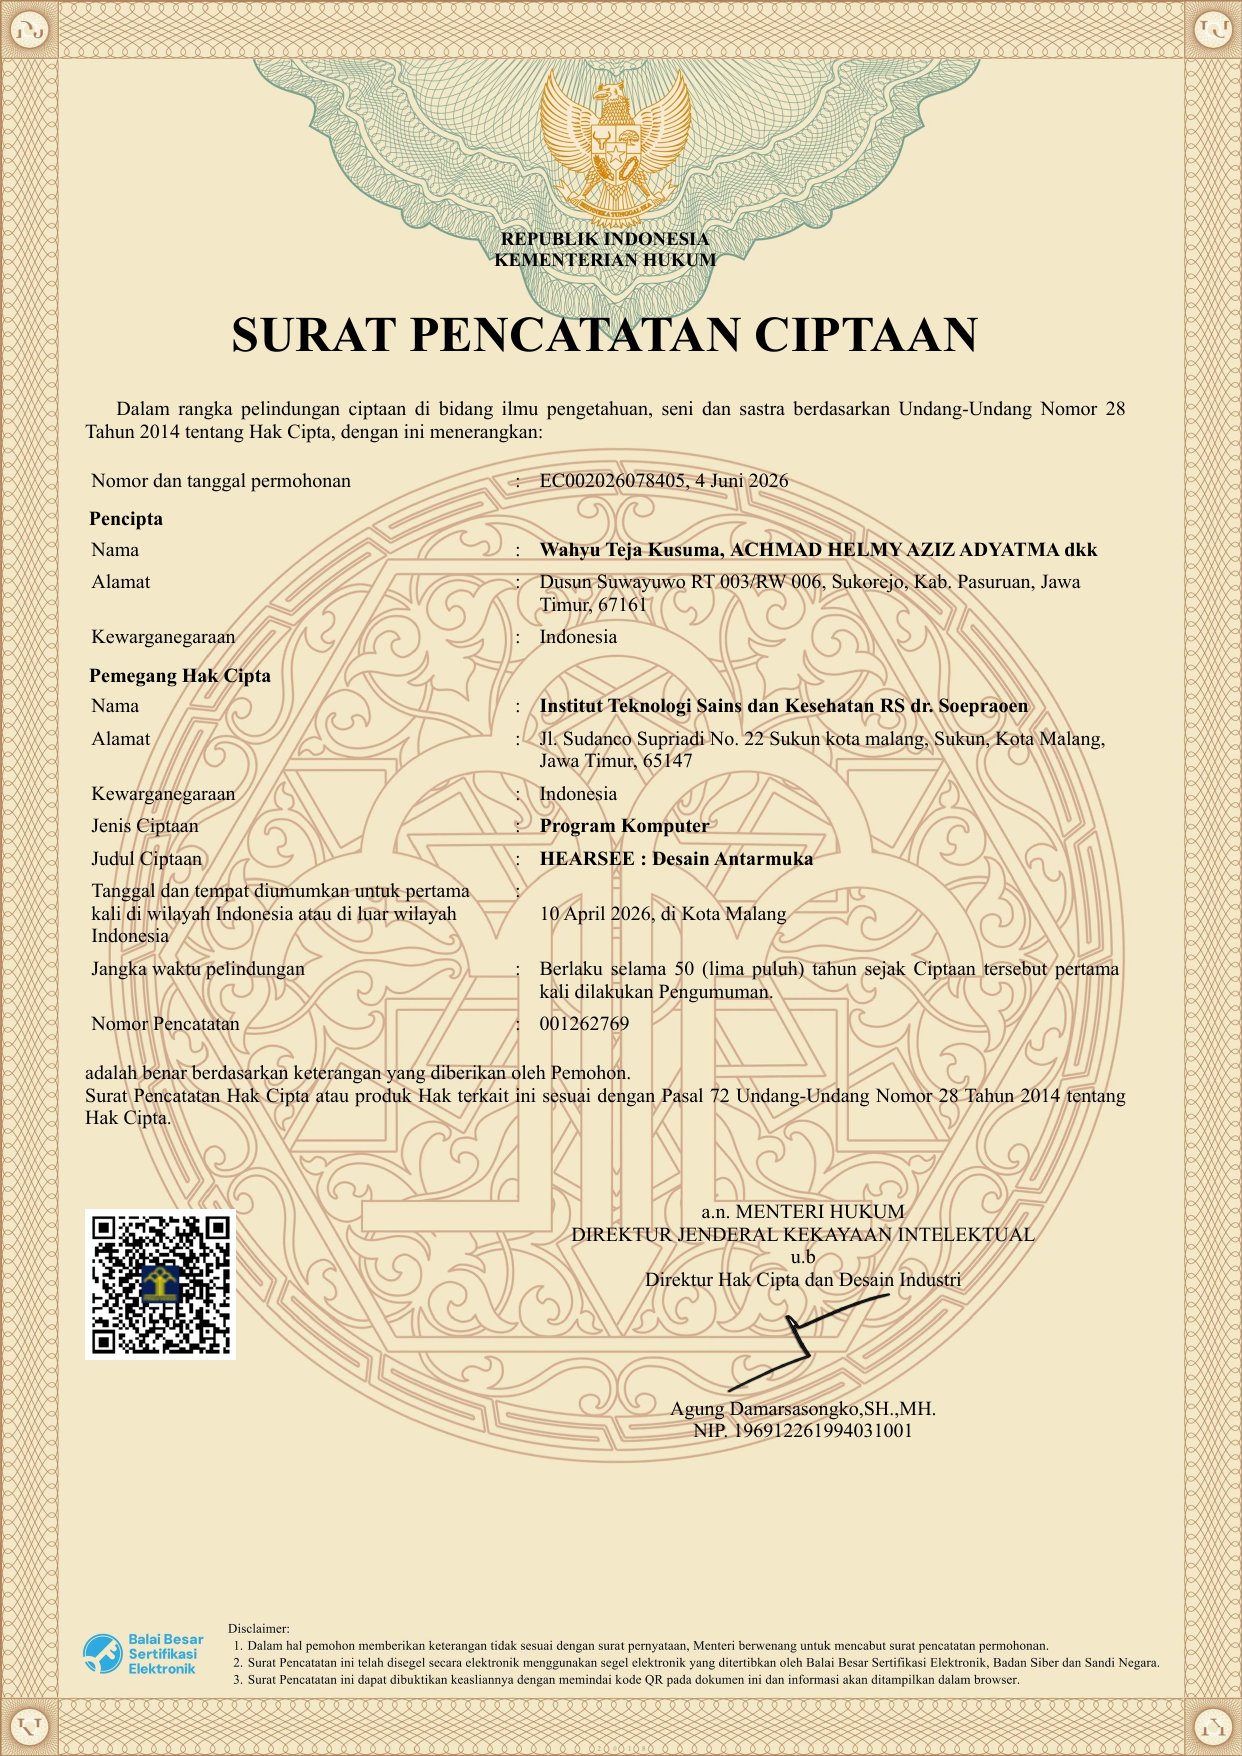 REPUBLIK INDONESIA
KEMENTERIAN HUKUM
SURAT PENCATATAN CIPTAAN
Dalam rangka pelindungan ciptaan di bidang ilmu pengetahuan, seni dan sastra berdasarkan Undang-Undang Nomor 28
Tahun 2014 tentang Hak Cipta, dengan ini menerangkan:
Nomor dan tanggal permohonan : EC002026078405, 4 Juni 2026
Pencipta
Nama : Wahyu Teja Kusuma, ACHMAD HELMY AZIZ ADYATMA dkk
Alamat : Dusun Suwayuwo RT 003/RW 006, Sukorejo, Kab. Pasuruan, Jawa
Timur, 67161
Kewarganegaraan : Indonesia
Pemegang Hak Cipta
Nama : Institut Teknologi Sains dan Kesehatan RS dr. Soepraoen
Alamat : Jl. Sudanco Supriadi No. 22 Sukun kota malang, Sukun, Kota Malang,
Jawa Timur, 65147
Kewarganegaraan : Indonesia
Jenis Ciptaan : Program Komputer
Judul Ciptaan : HEARSEE : Desain Antarmuka
Tanggal dan tempat diumumkan untuk pertama :
kali di wilayah Indonesia atau di luar wilayah 10 April 2026, di Kota Malang
Indonesia
Jangka waktu pelindungan : Berlaku selama 50 (lima puluh) tahun sejak Ciptaan tersebut pertama
kali dilakukan Pengumuman.
Nomor Pencatatan : 001262769
adalah benar berdasarkan keterangan yang diberikan oleh Pemohon.
Surat Pencatatan Hak Cipta atau produk Hak terkait ini sesuai dengan Pasal 72 Undang-Undang Nomor 28 Tahun 2014 tentang
Hak Cipta.
a.n. MENTERI HUKUM
DIREKTUR JENDERAL KEKAYAAN INTELEKTUAL
u.b
Direktur Hak Cipta dan Desain Industri
Agung Damarsasongko,SH.,MH.
NIP. 196912261994031001
Balai Besar
Sertifikasi
Elektronik
Disclaimer:
1. Dalam hal pemohon memberikan keterangan tidak sesuai dengan surat pernyataan, Menteri berwenang untuk mencabut surat pencatatan permohonan.
2. Surat Pencatatan ini telah disegel secara elektronik menggunakan segel elektronik yang ditertibkan oleh Balai Besar Sertifikasi Elektronik, Badan Siber dan Sandi Negara.
3. Surat Pencatatan ini dapat dibuktikan keasliannya dengan memindai kode QR pada dokumen ini dan informasi akan ditampilkan dalam browser.